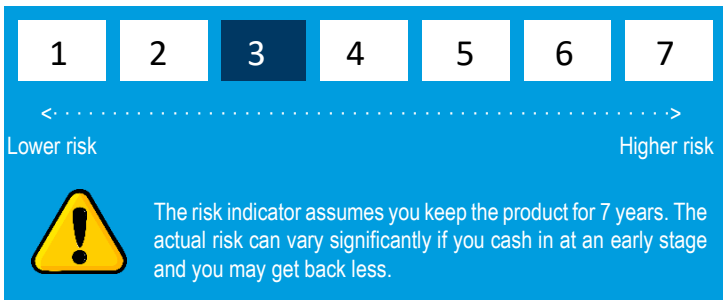 1 2 3 4 5 6 7
<·····························································>
Lower risk Higher risk
The risk indicator assumes you keep the product for 7 years. The
actual risk can vary significantly if you cash in at an early stage
and you may get back less.